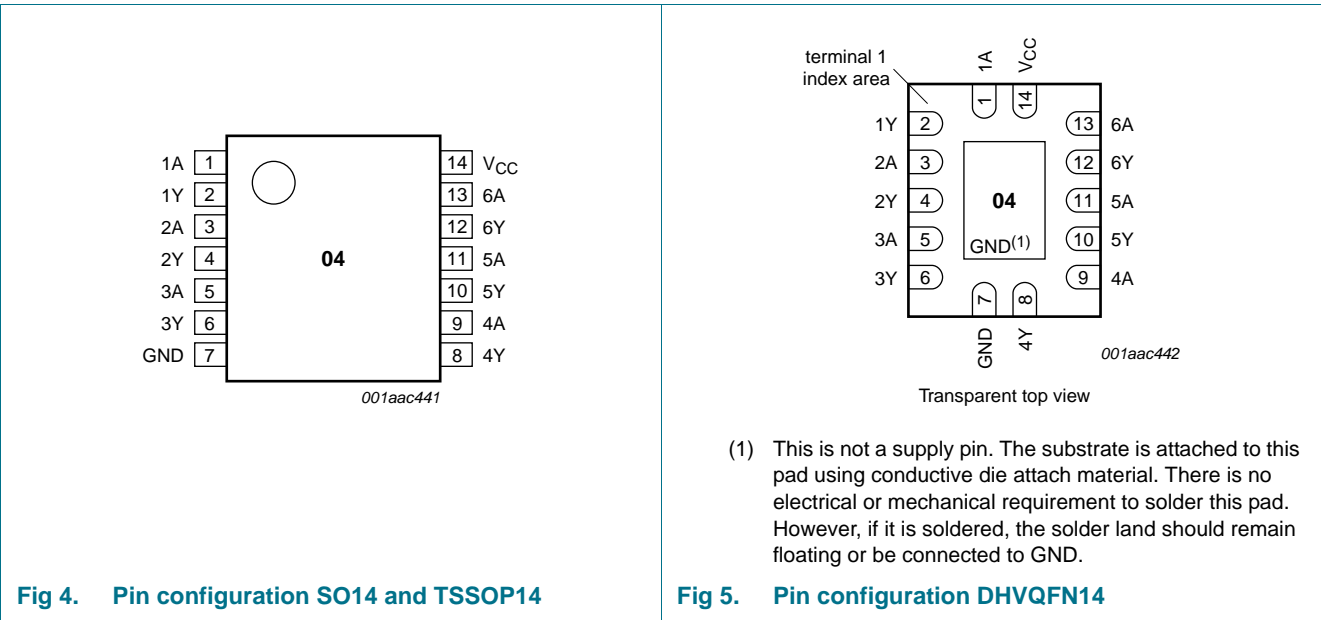 1A 1
1Y 2
2A 3
2Y 4
3A 5
3Y 6
GND 7
04
14 VCC
13 6A
12 6Y
11 5A
10 5Y
9 4A
8 4Y
001aac441
Fig 4. Pin configuration SO14 and TSSOP14
terminal 1
index area
1A
VCC
1
14
1Y 2
2A 3
2Y 4
3A 5
3Y 6
04
GND(1)
13 6A
12 6Y
11 5A
10 5Y
9 4A
7
8
GND
4Y
001aac442
Transparent top view
(1) This is not a supply pin. The substrate is attached to this
pad using conductive die attach material. There is no
electrical or mechanical requirement to solder this pad.
However, if it is soldered, the solder land should remain
floating or be connected to GND.
Fig 5. Pin configuration DHVQFN14